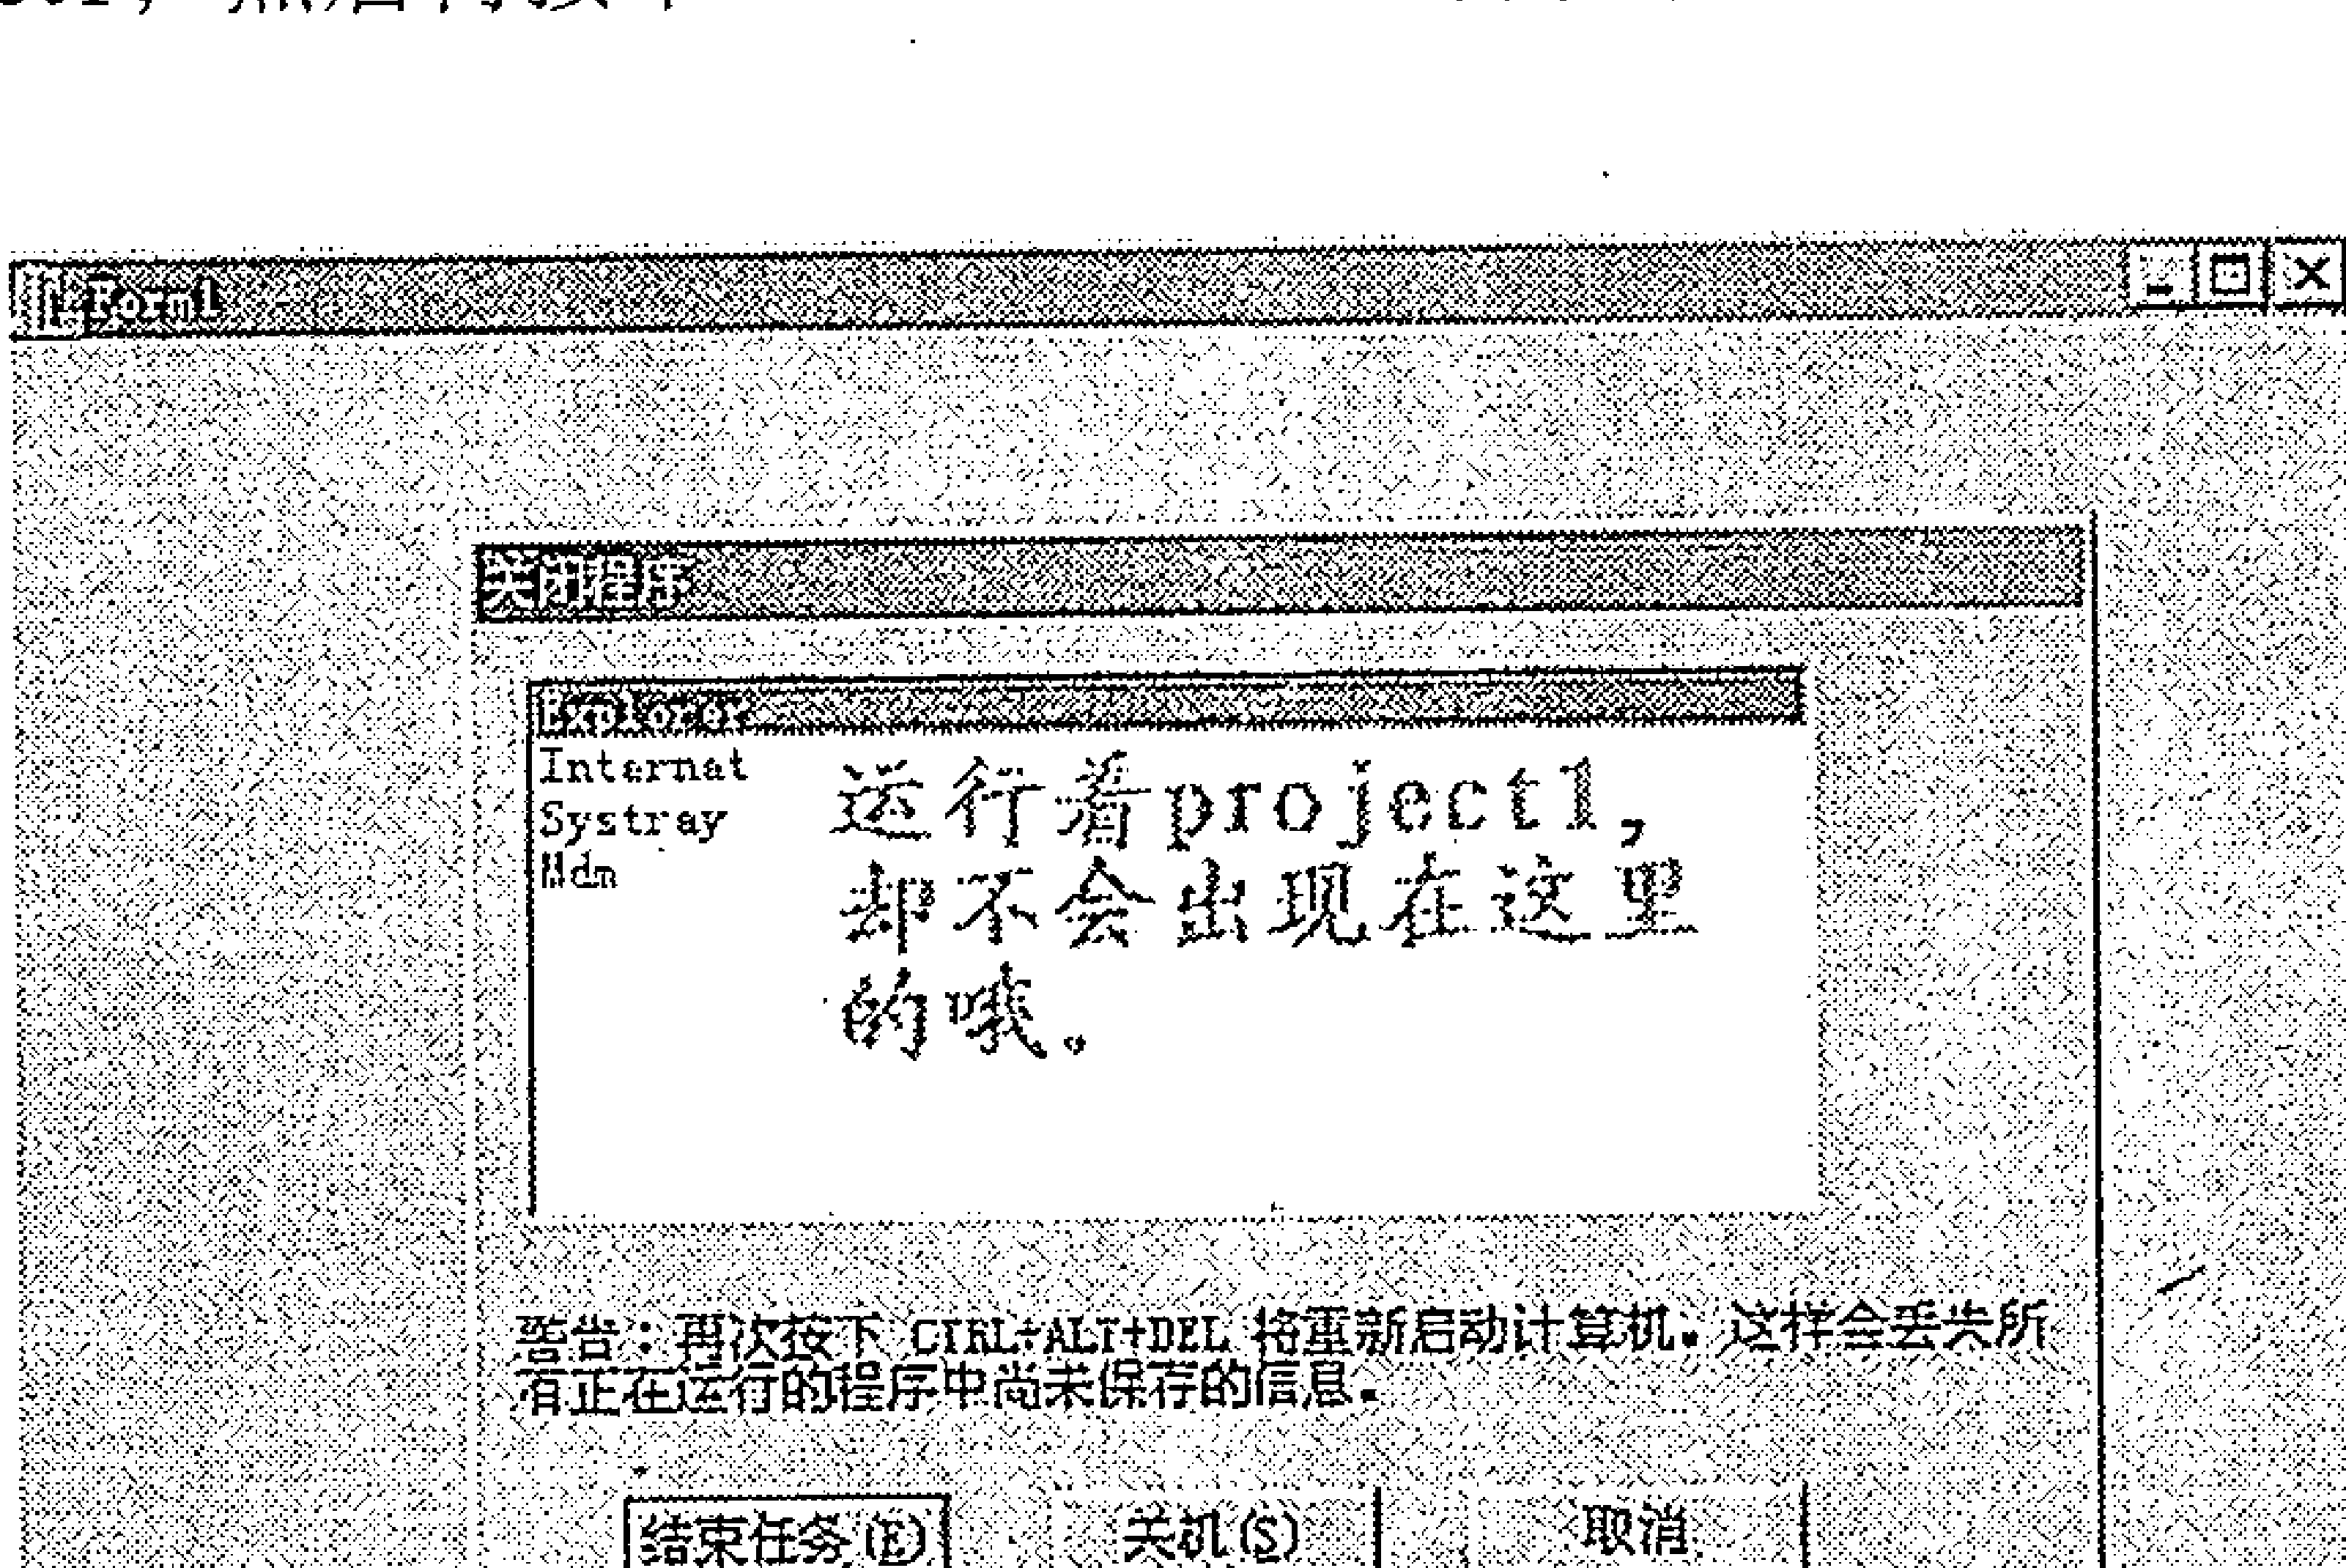 Form1
关闭程序
Explorer
Internat
Systray
Mdm
运行着project1,
却不会出现在这里
的哦。
警告：再次按下 CTRL+ALT+DEL 将重新启动计算机。这样会丢失所
有正在运行的程序中尚未保存的信息。
结束任务(E)
关机(S)
取消